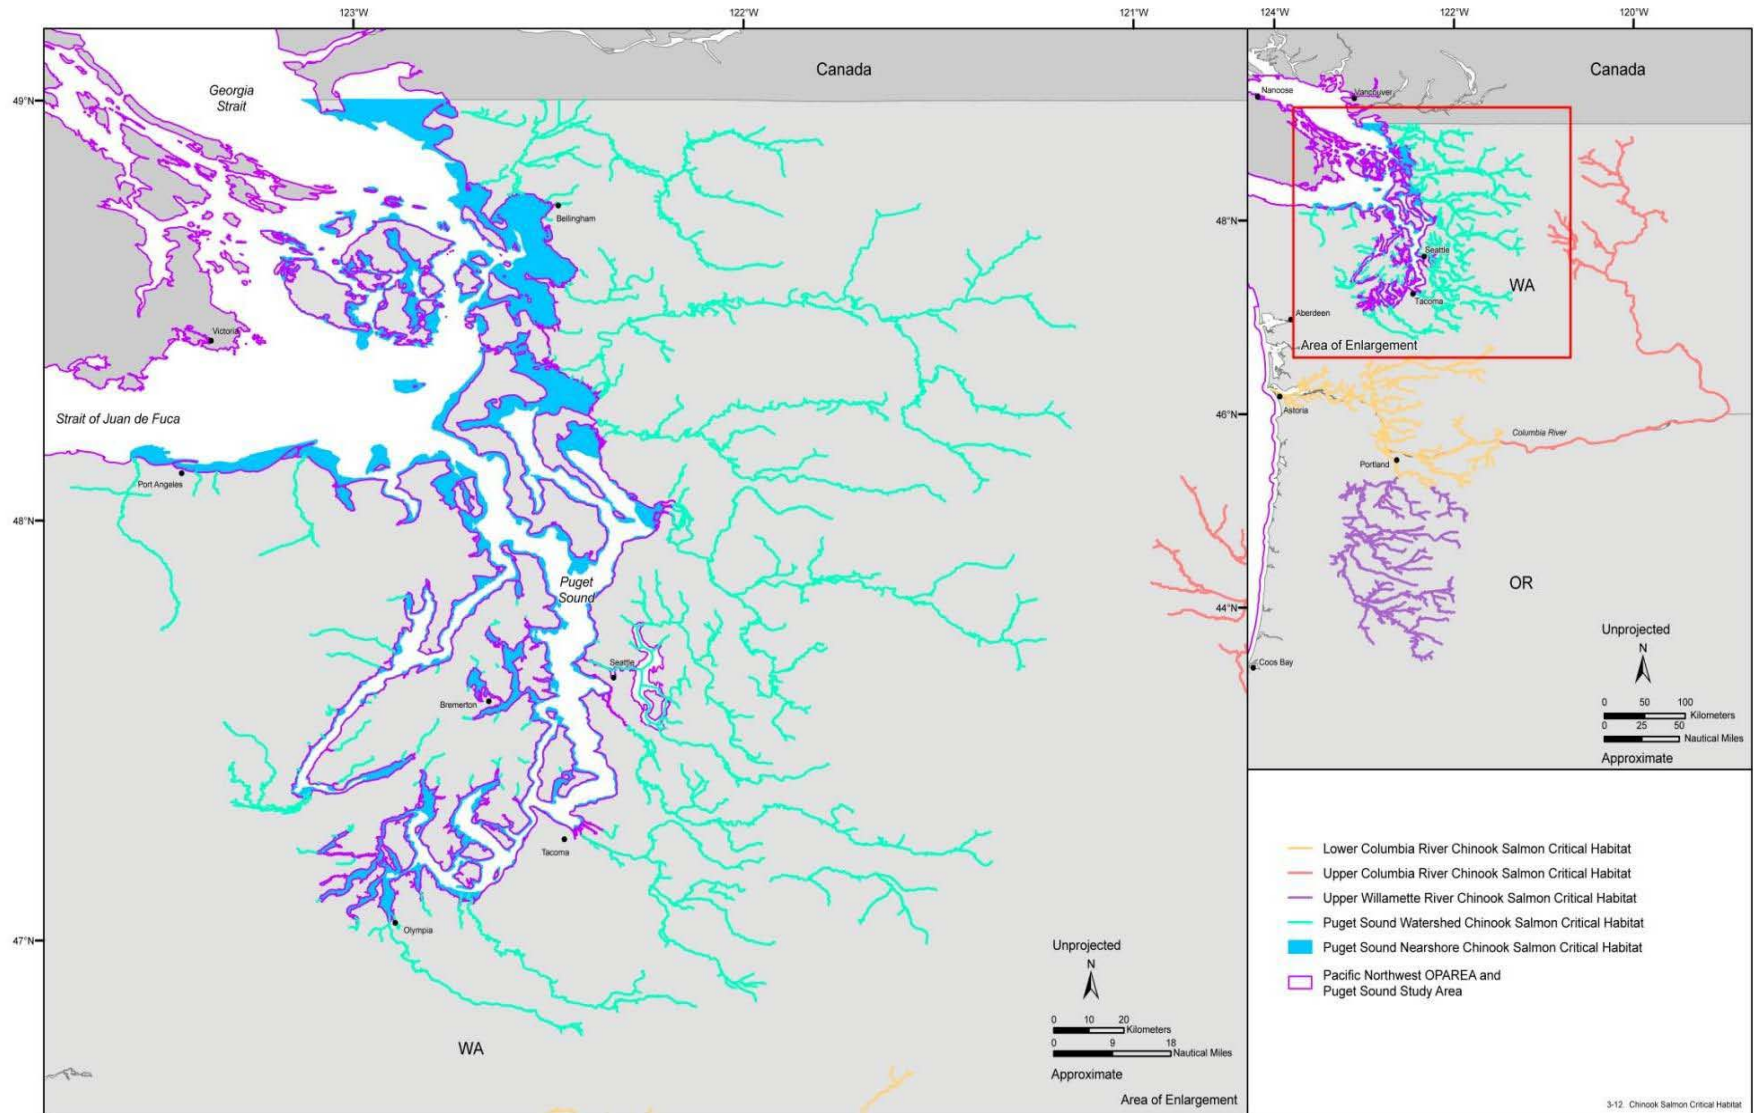 123°W
122°W
121°W
124°W
122°W
120°W
Canada
Georgia
Strait
49°N
Bellingham
Victoria
Strait of Juan de Fuca
Port Angeles
48°N
Puget
Sound
Seattle
Bremerton
Tacoma
Olympia
47°N
WA
Unprojected
N
0 10 20
Kilometers
0 9 18
Nautical Miles
Approximate
Area of Enlargement
Canada
Nanoose
Vancouver
48°N
Seattle
WA
Tacoma
Aberdeen
Area of Enlargement
46°N
Astoria
Columbia River
Portland
OR
44°N
Coos Bay
Unprojected
N
0 50 100
Kilometers
0 25 50
Nautical Miles
Approximate
Lower Columbia River Chinook Salmon Critical Habitat
Upper Columbia River Chinook Salmon Critical Habitat
Upper Willamette River Chinook Salmon Critical Habitat
Puget Sound Watershed Chinook Salmon Critical Habitat
Puget Sound Nearshore Chinook Salmon Critical Habitat
Pacific Northwest OPAREA and
Puget Sound Study Area
3-12. Chinook Salmon Critical Habitat